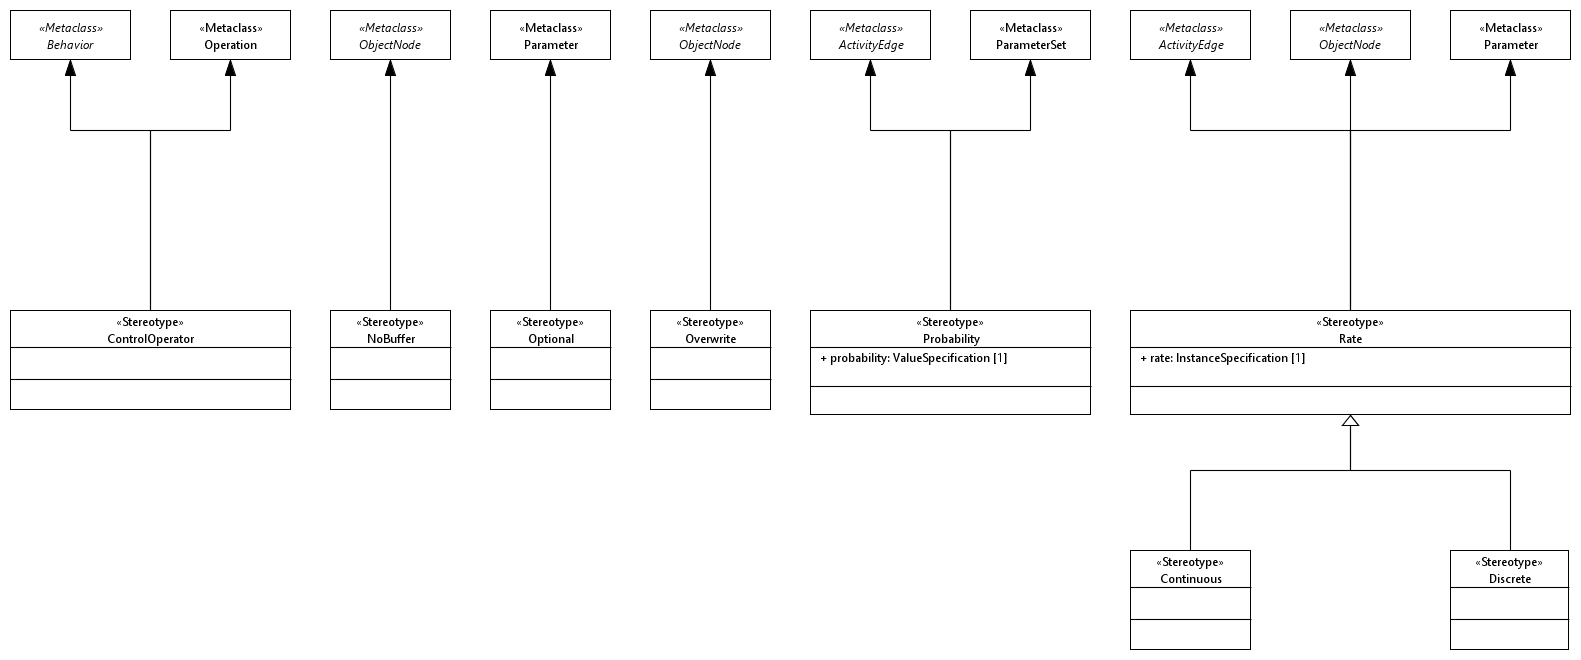 «Metaclass»
Behavior
«Metaclass»
Operation
«Metaclass»
ObjectNode
«Metaclass»
Parameter
«Metaclass»
ObjectNode
«Metaclass»
ActivityEdge
«Metaclass»
ParameterSet
«Metaclass»
ActivityEdge
«Metaclass»
ObjectNode
«Metaclass»
Parameter
«Stereotype»
ControlOperator
«Stereotype»
NoBuffer
«Stereotype»
Optional
«Stereotype»
Overwrite
«Stereotype»
Probability
+ probability: ValueSpecification [1]
«Stereotype»
Rate
+ rate: InstanceSpecification [1]
«Stereotype»
Continuous
«Stereotype»
Discrete